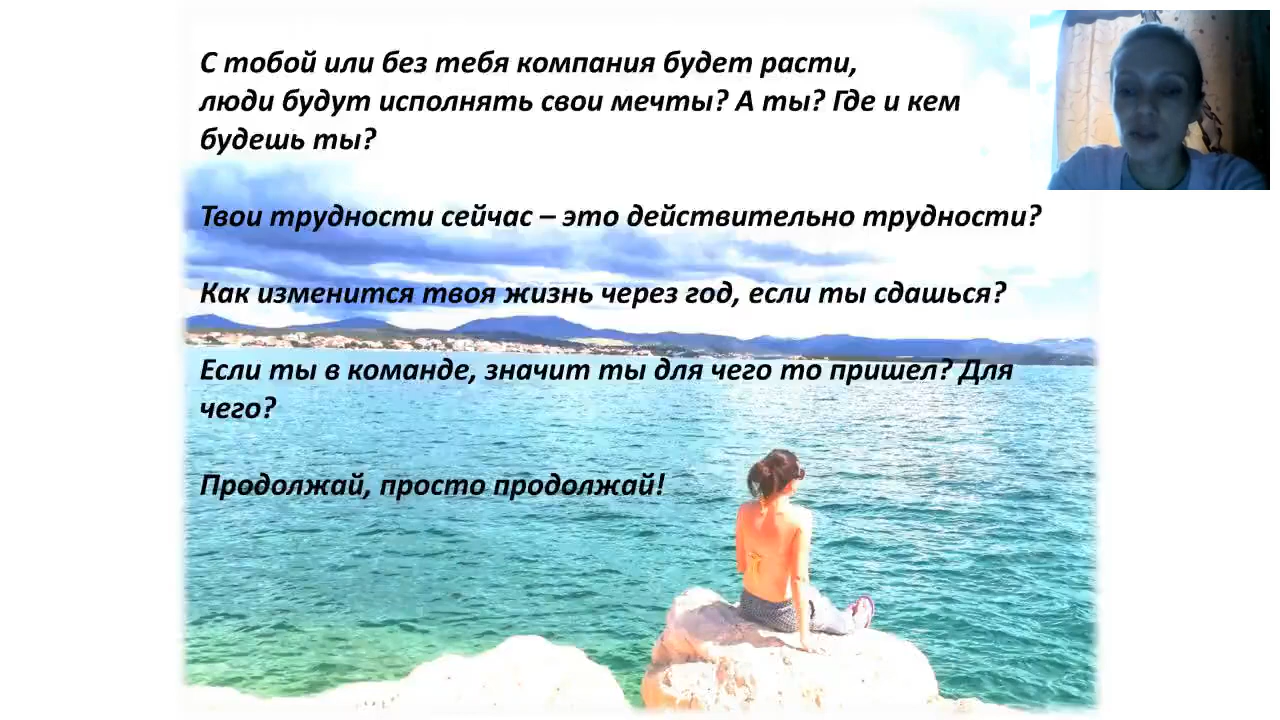 С тобой или без тебя компания будет расти,
люди будут исполнять свои мечты? А ты? Где и кем
будешь ты?
Твои трудности сейчас – это действительно трудности?
Как изменится твоя жизнь через год, если ты сдашься?
Если ты в команде, значит ты для чего то пришел? Для
чего?
Продолжай, просто продолжай!